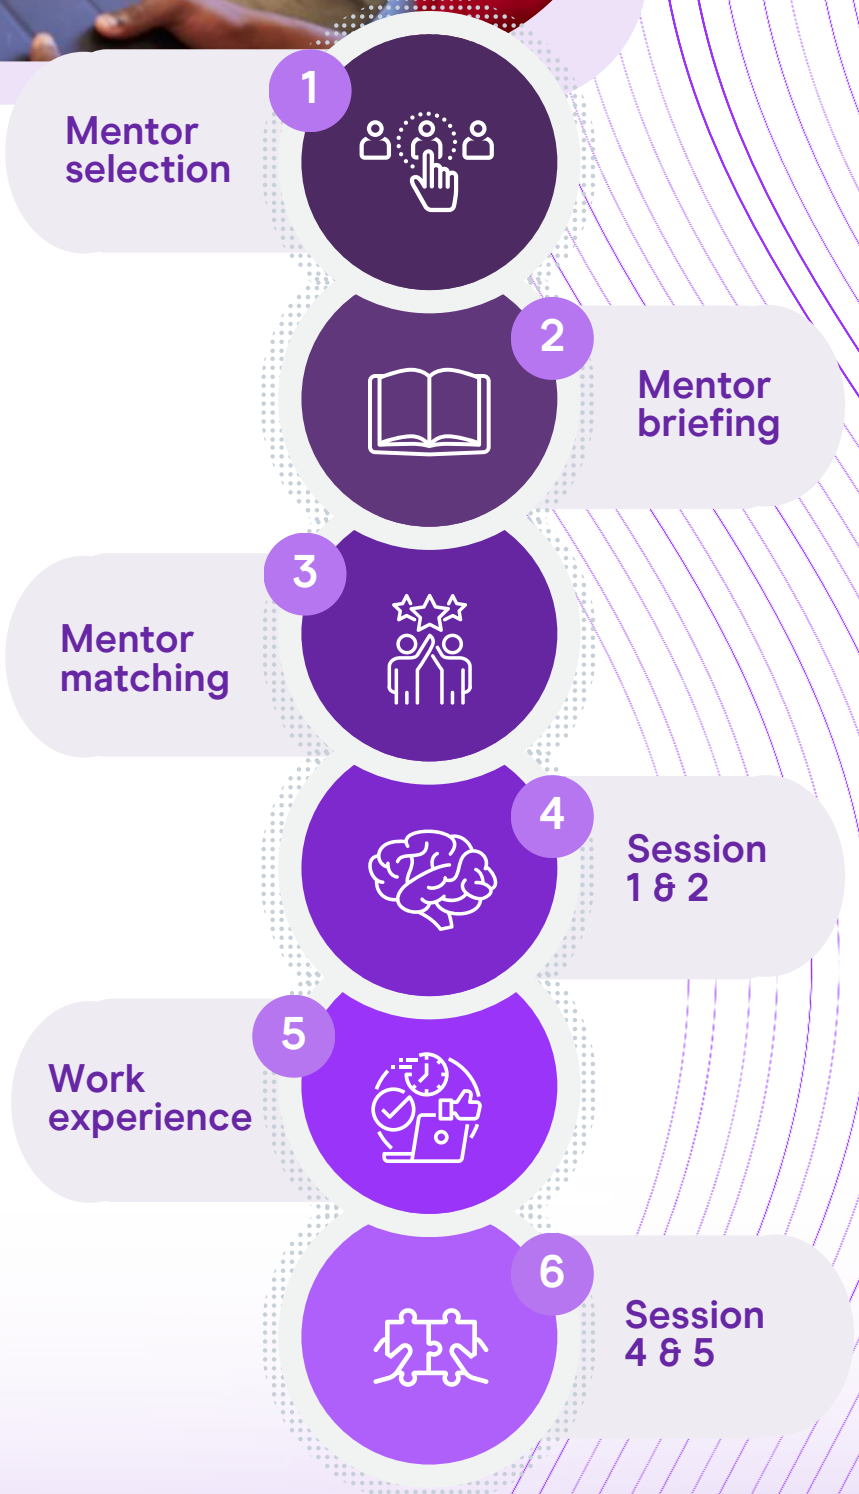 1
Mentor
selection
2
Mentor
briefing
3
Mentor
matching
4
Session
1 & 2
5
Work
experience
6
Session
4 & 5